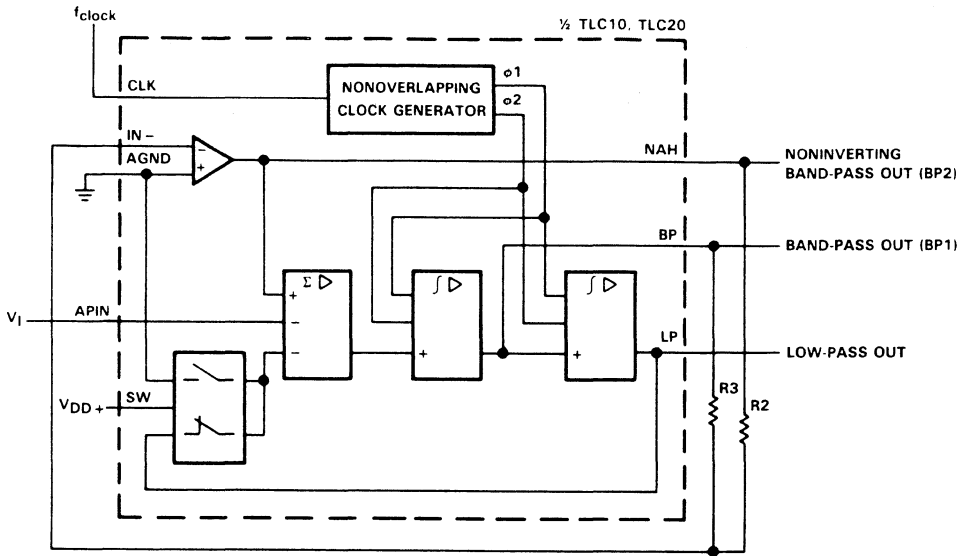 fclock
½ TLC10, TLC20
CLK
NONOVERLAPPING
CLOCK GENERATOR
φ1
φ2
IN −
AGND
−
+
NAH
NONINVERTING
BAND-PASS OUT (BP2)
BP
BAND-PASS OUT (BP1)
Σ ▷
∫ ▷
∫ ▷
+
VI
APIN
−
−
+
+
LP
LOW-PASS OUT
VDD +
SW
R3
R2